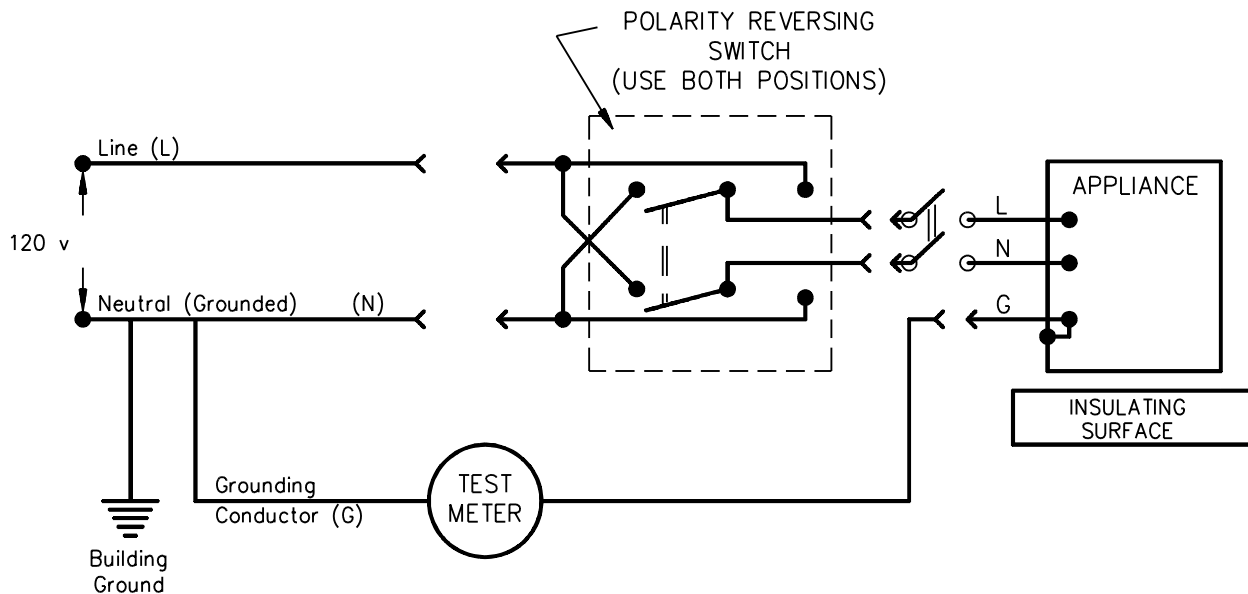 POLARITY REVERSING
SWITCH
(USE BOTH POSITIONS)
Line (L)
120 v
Neutral (Grounded) (N)
APPLIANCE
L
N
G
INSULATING
SURFACE
Grounding
Conductor (G)
TEST
METER
Building
Ground